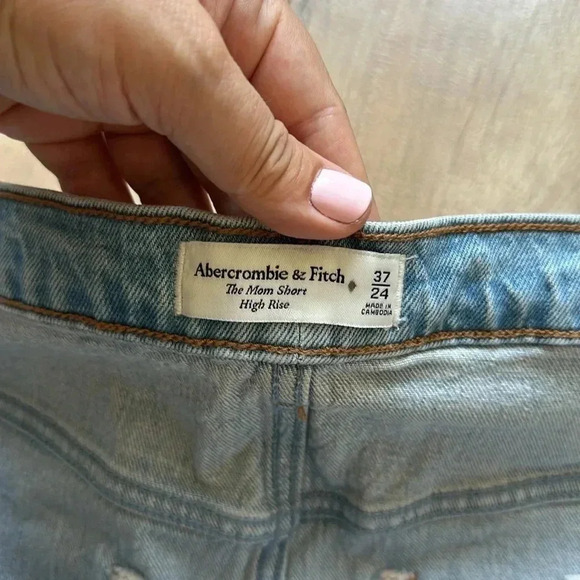 Abercrombie & Fitch
The Mom Short
High Rise
37
24
MADE IN
CAMBODIA